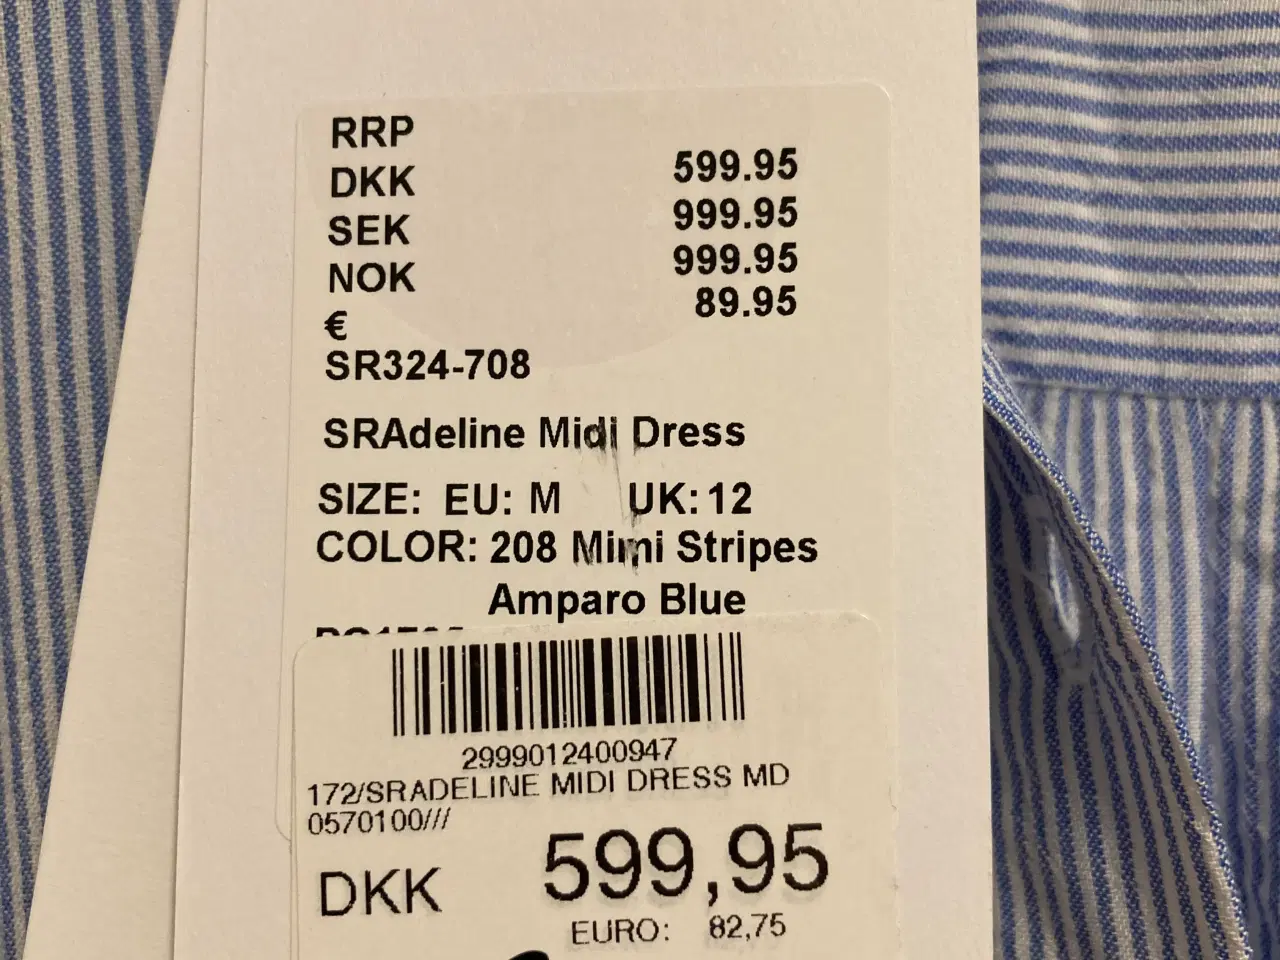 RRP
DKK 599.95
SEK 999.95
NOK 999.95
€ 89.95
SR324-708
SRAdeline Midi Dress
SIZE: EU: M UK: 12
COLOR: 208 Mimi Stripes
Amparo Blue
2999012400947
172/SRADELINE MIDI DRESS MD
0570100///
DKK 599,95
EURO: 82,75